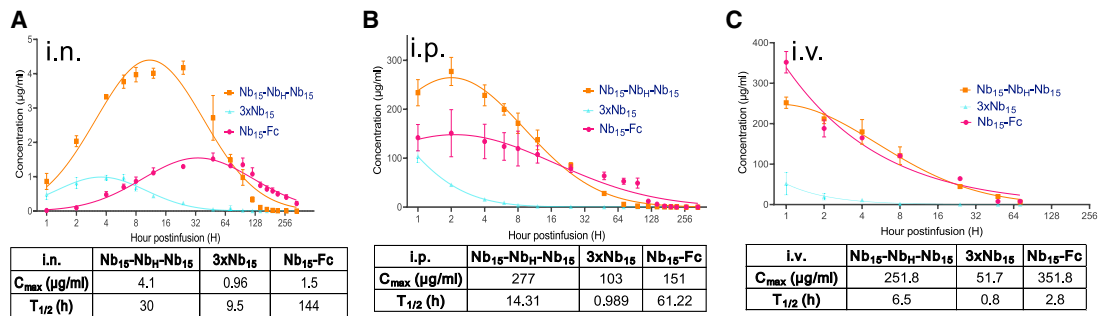 A
i.n.
Concentration (µg/ml)
5
4
3
2
1
0
Nb15-NbH-Nb15
3xNb15
Nb15-Fc
1 2 4 8 16 32 64 128 256
Hour postinfusion (H)
i.n. Nb15-NbH-Nb15 3xNb15 Nb15-Fc
Cmax (µg/ml) 4.1 0.96 1.5
T1/2 (h) 30 9.5 144
B
i.p.
Concentration (µg/ml)
300
200
100
0
Nb15-NbH-Nb15
3xNb15
Nb15-Fc
1 2 4 8 16 32 64 128 256
Hour postinfusion (H)
i.p. Nb15-NbH-Nb15 3xNb15 Nb15-Fc
Cmax (µg/ml) 277 103 151
T1/2 (h) 14.31 0.989 61.22
C
i.v.
Concentration (µg/ml)
400
300
200
100
0
Nb15-NbH-Nb15
3xNb15
Nb15-Fc
1 2 4 8 16 32 64 128 256
Hour postinfusion (H)
i.v. Nb15-NbH-Nb15 3xNb15 Nb15-Fc
Cmax (µg/ml) 251.8 51.7 351.8
T1/2 (h) 6.5 0.8 2.8